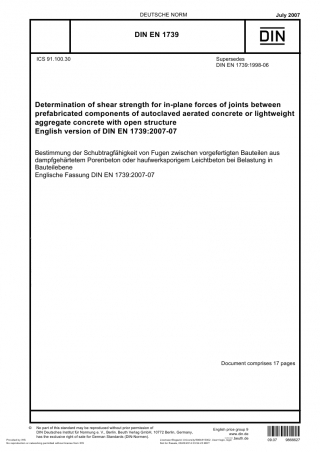 DEUTSCHE NORM
July 2007
DIN EN 1739
DIN
ICS 91.100.30
Supersedes
DIN EN 1739:1998-06
Determination of shear strength for in-plane forces of joints between
prefabricated components of autoclaved aerated concrete or lightweight
aggregate concrete with open structure
English version of DIN EN 1739:2007-07
Bestimmung der Schubtragfähigkeit von Fugen zwischen vorgefertigten Bauteilen aus
dampfgehärtetem Porenbeton oder haufwerksporigem Leichtbeton bei Belastung in
Bauteilebene
Englische Fassung DIN EN 1739:2007-07
Document comprises 17 pages
© No part of this standard may be reproduced without prior permission of
DIN Deutsches Institut für Normung e. V., Berlin. Beuth Verlag GmbH, 10772 Berlin, Germany,
has the exclusive right of sale for German Standards (DIN-Normen).
English price group 9
www.din.de
www.beuth.de
09.07